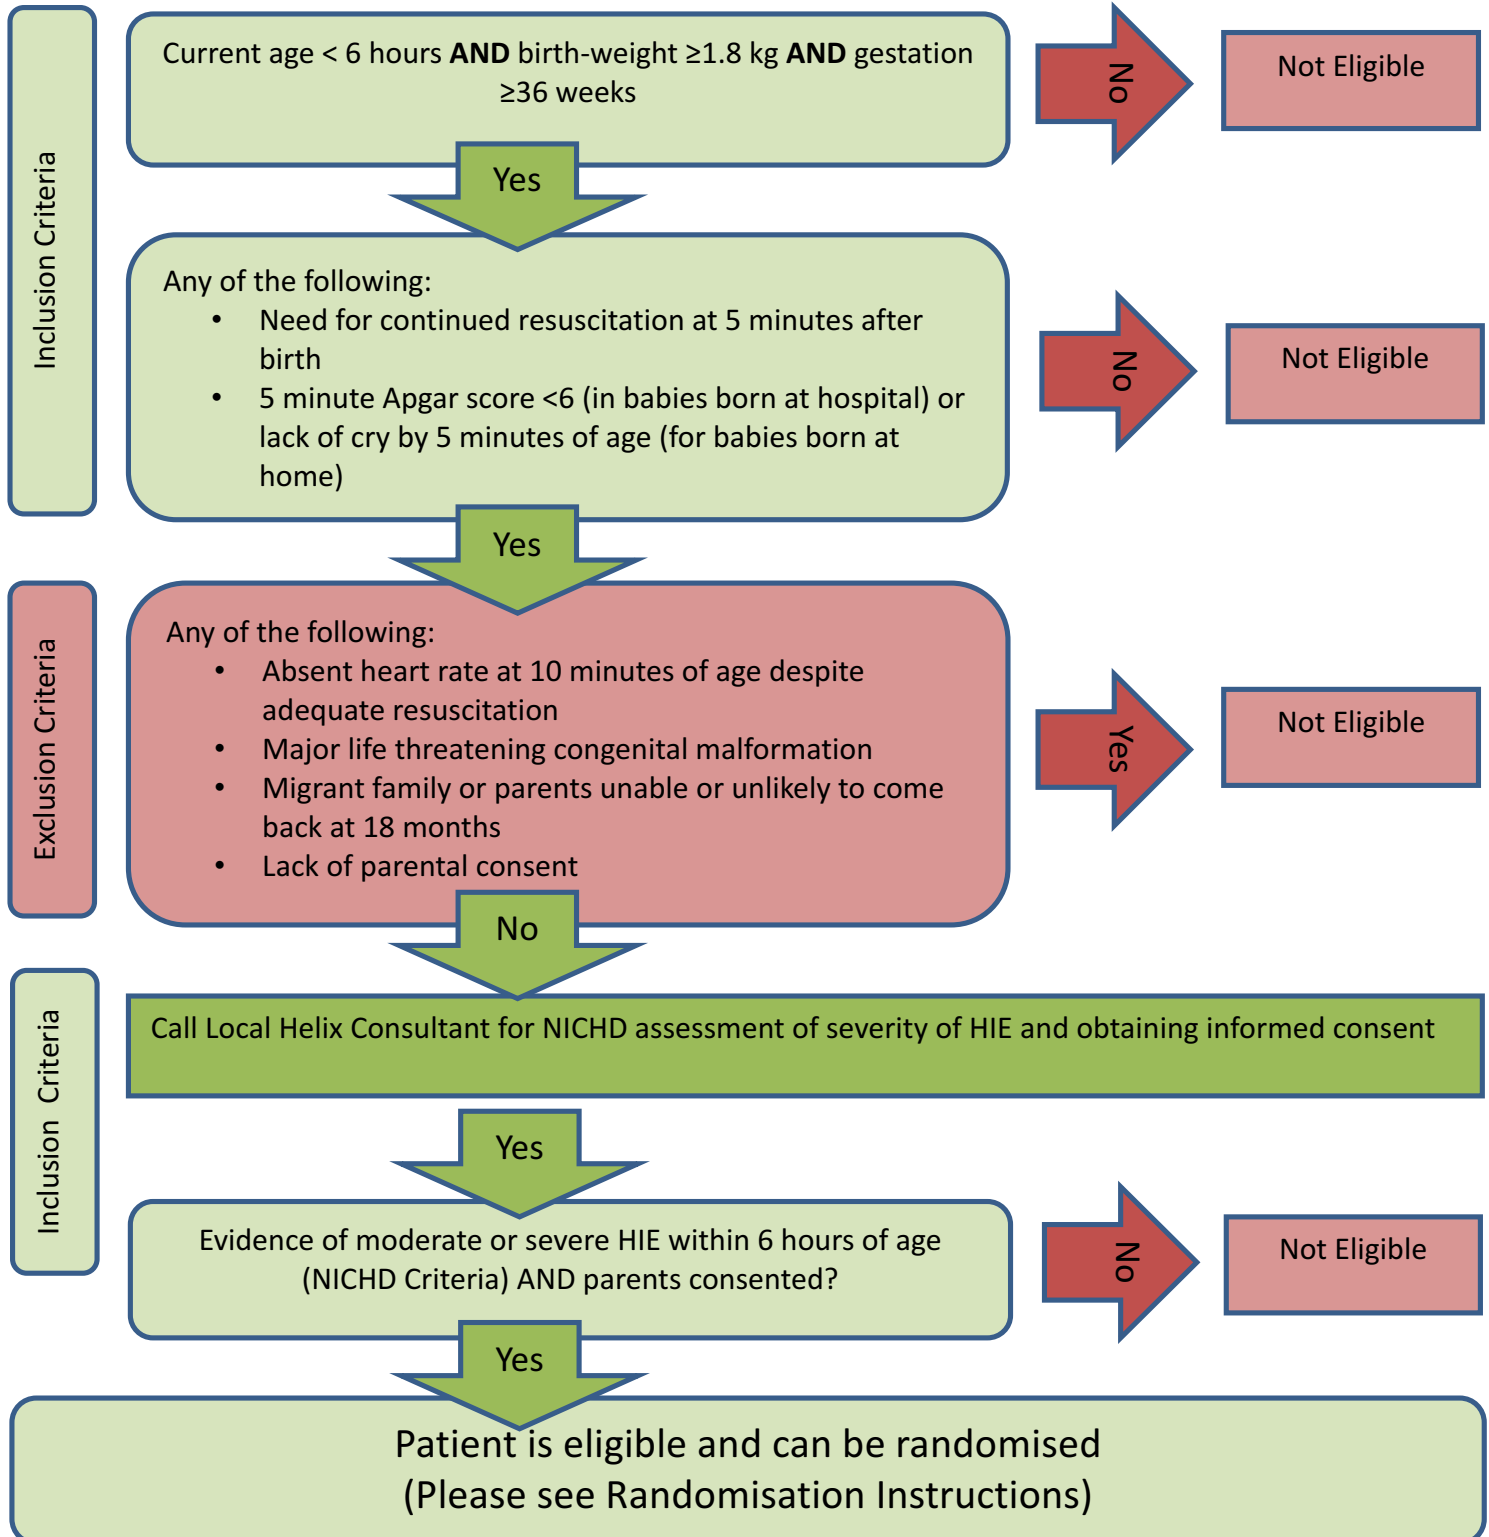 Inclusion Criteria
Current age < 6 hours AND birth-weight ≥1.8 kg AND gestation
≥36 weeks
No
Not Eligible
Yes
Any of the following:
• Need for continued resuscitation at 5 minutes after
birth
• 5 minute Apgar score <6 (in babies born at hospital) or
lack of cry by 5 minutes of age (for babies born at
home)
No
Not Eligible
Yes
Exclusion Criteria
Any of the following:
• Absent heart rate at 10 minutes of age despite
adequate resuscitation
• Major life threatening congenital malformation
• Migrant family or parents unable or unlikely to come
back at 18 months
• Lack of parental consent
Yes
Not Eligible
No
Inclusion Criteria
Call Local Helix Consultant for NICHD assessment of severity of HIE and obtaining informed consent
Yes
Evidence of moderate or severe HIE within 6 hours of age
(NICHD Criteria) AND parents consented?
No
Not Eligible
Yes
Patient is eligible and can be randomised
(Please see Randomisation Instructions)